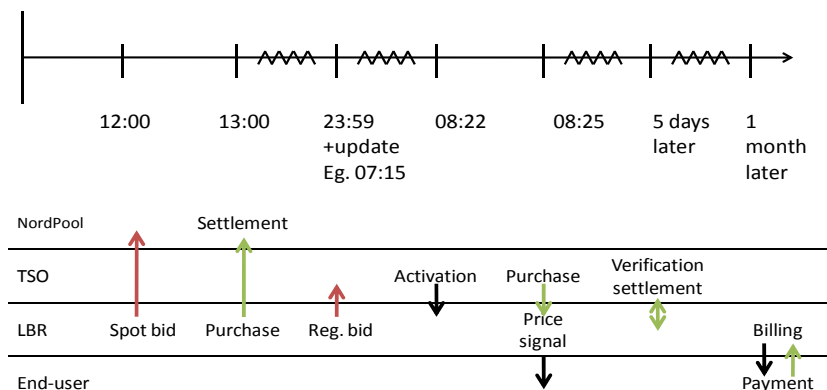 12:00 13:00 23:59 08:22 08:25 5 days 1
+update later month
Eg. 07:15 later
NordPool Settlement
TSO Activation Purchase Verification
settlement
LBR Spot bid Purchase Reg. bid Price Billing
signal
End-user Payment